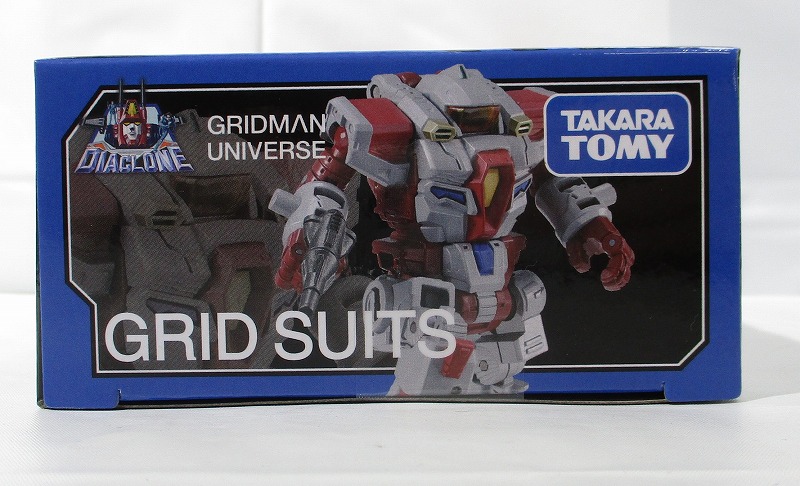 DIACLONE
GRIDMAN
UNIVERSE
TAKARA
TOMY
GRID SUITS